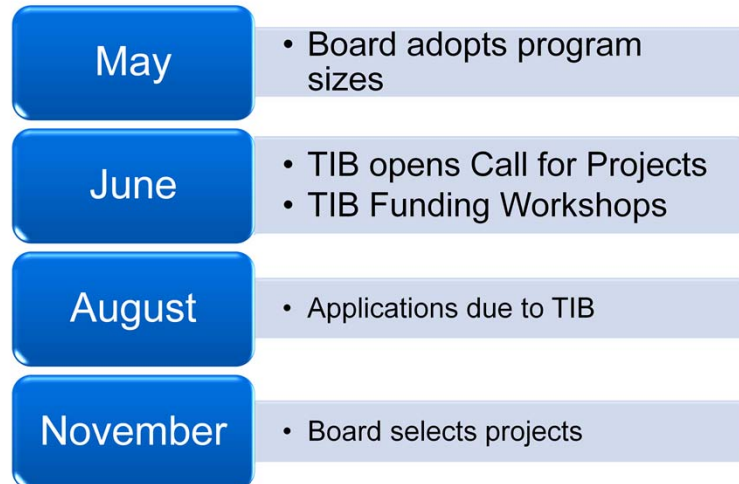 May
• Board adopts program
sizes
June
• TIB opens Call for Projects
• TIB Funding Workshops
August
• Applications due to TIB
November
• Board selects projects